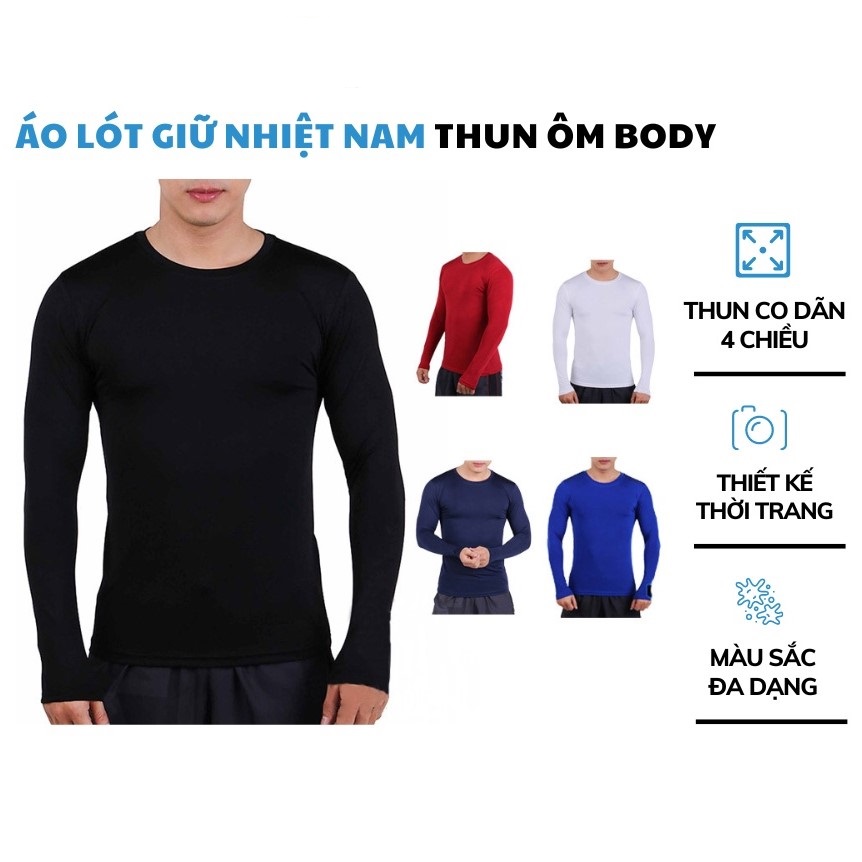 ÁO LÓT GIỮ NHIỆT NAM THUN ÔM BODY
THUN CO DÃN
4 CHIỀU
THIẾT KẾ
THỜI TRANG
MÀU SẮC
ĐA DẠNG